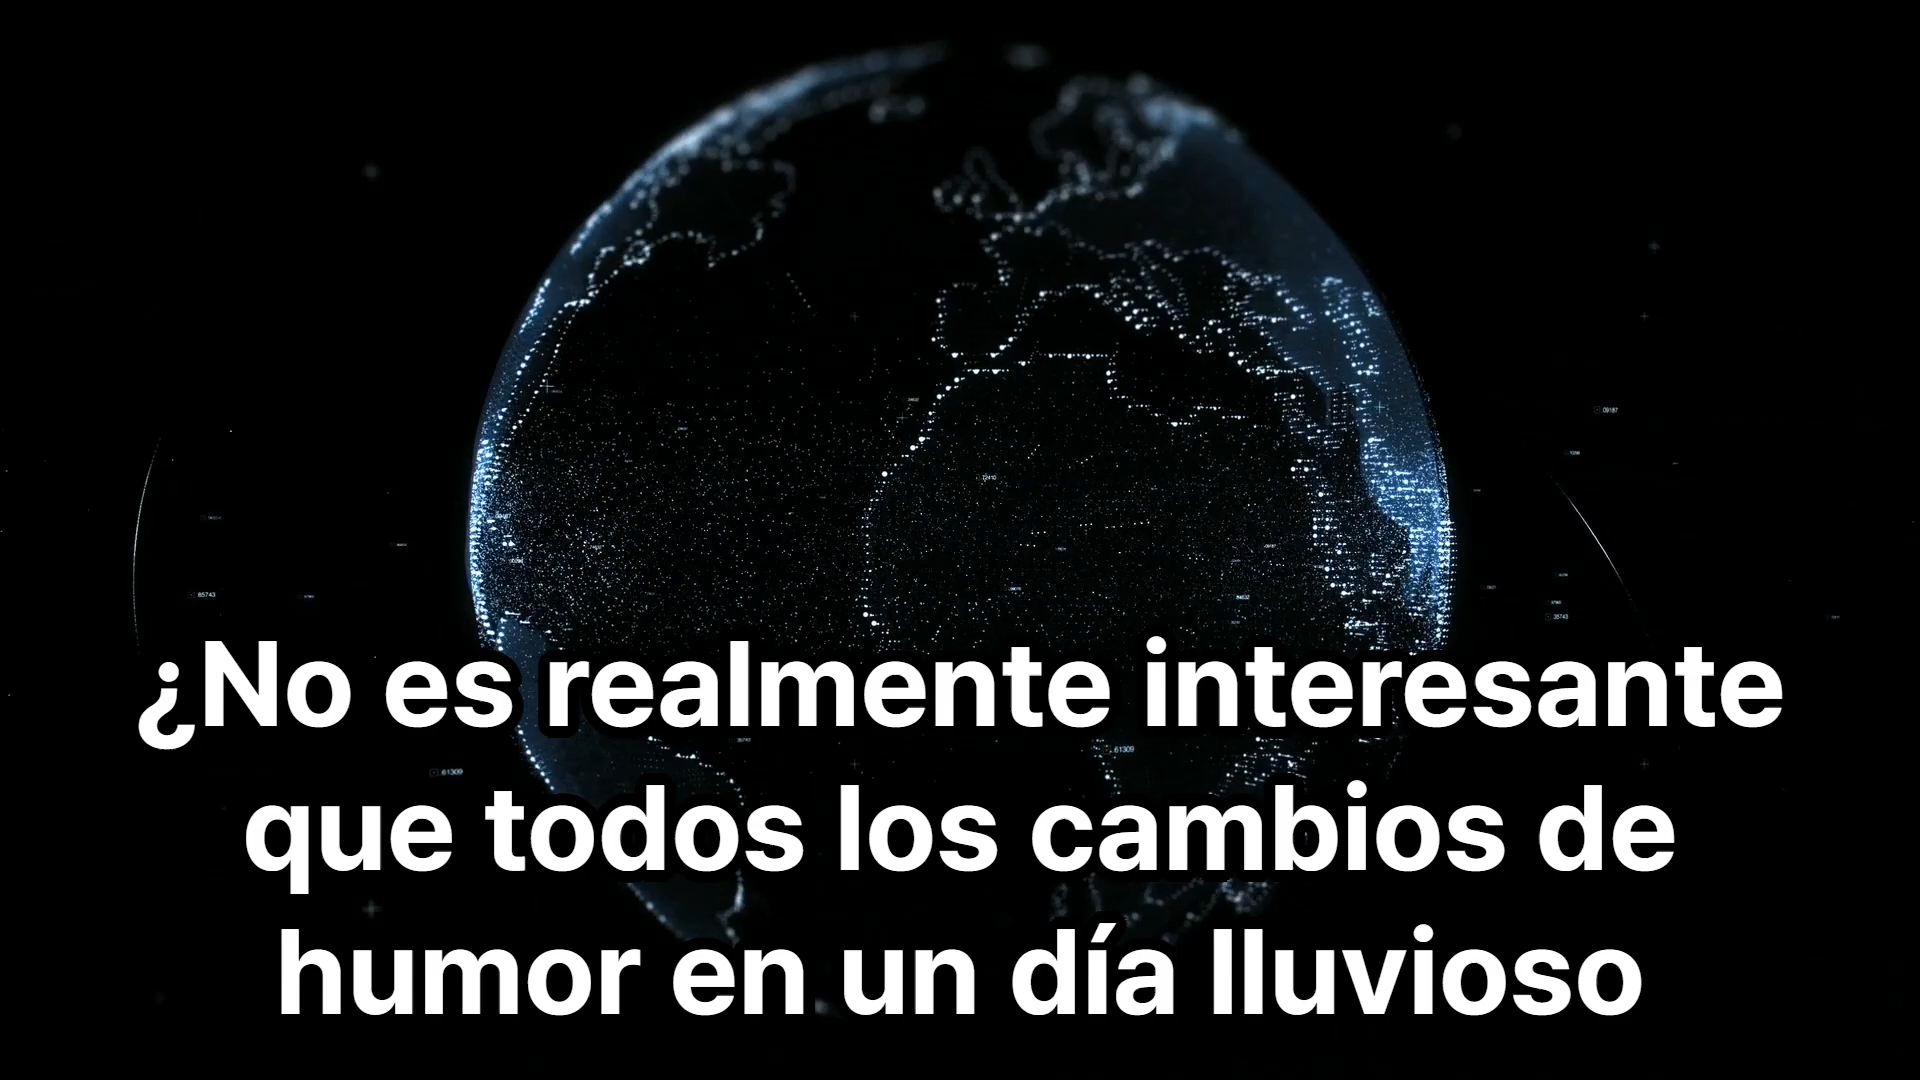 ¿No es realmente interesante
que todos los cambios de
humor en un día lluvioso